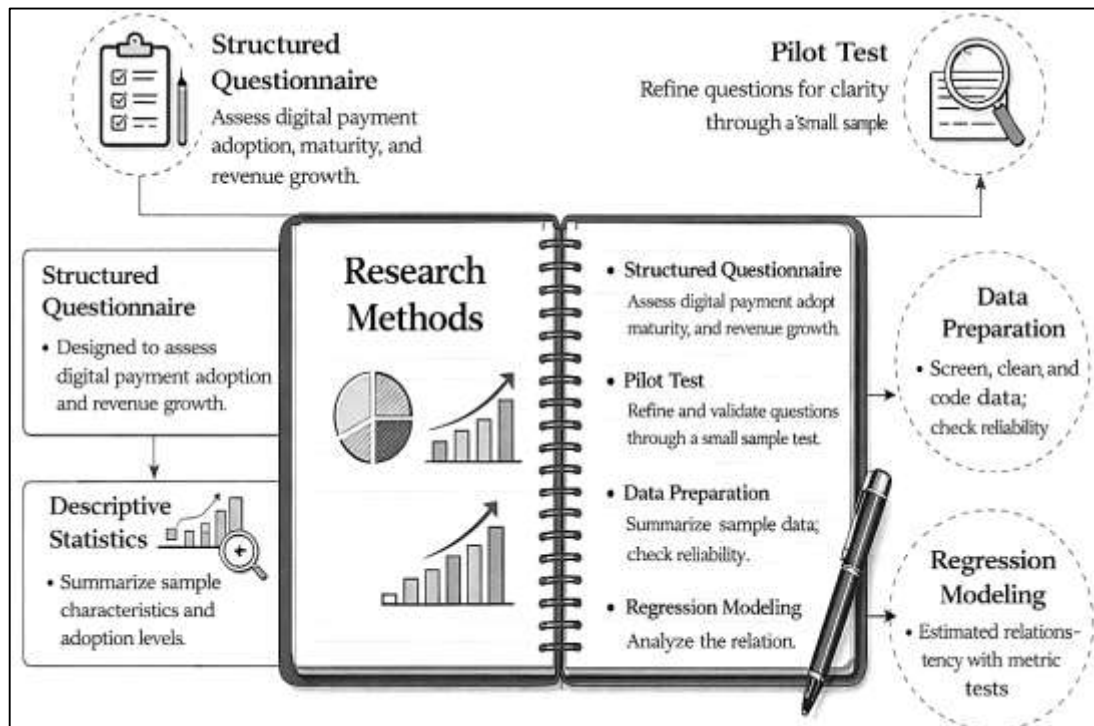 Structured
Questionnaire
Assess digital payment
adoption, maturity, and
revenue growth.
Pilot Test
Refine questions for clarity
through a small sample
Structured
Questionnaire
• Designed to assess
digital payment adoption
and revenue growth.
Descriptive
Statistics
• Summarize sample
characteristics and
adoption levels.
Research
Methods
• Structured Questionnaire
Assess digital payment adopt
maturity, and revenue growth
• Pilot Test
Refine and validate questions
through a small sample test.
• Data Preparation
Summarize sample data;
check reliability.
• Regression Modeling
Analyze the relation.
Data
Preparation
• Screen, clean, and
code data;
check reliability
Regression
Modeling
• Estimated relations-
tency with metric
tests